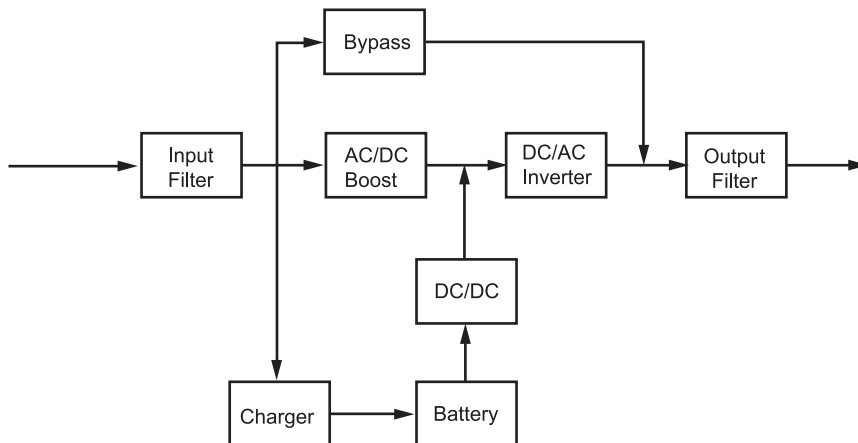 Bypass
Input
Filter
AC/DC
Boost
DC/AC
Inverter
Output
Filter
DC/DC
Charger
Battery